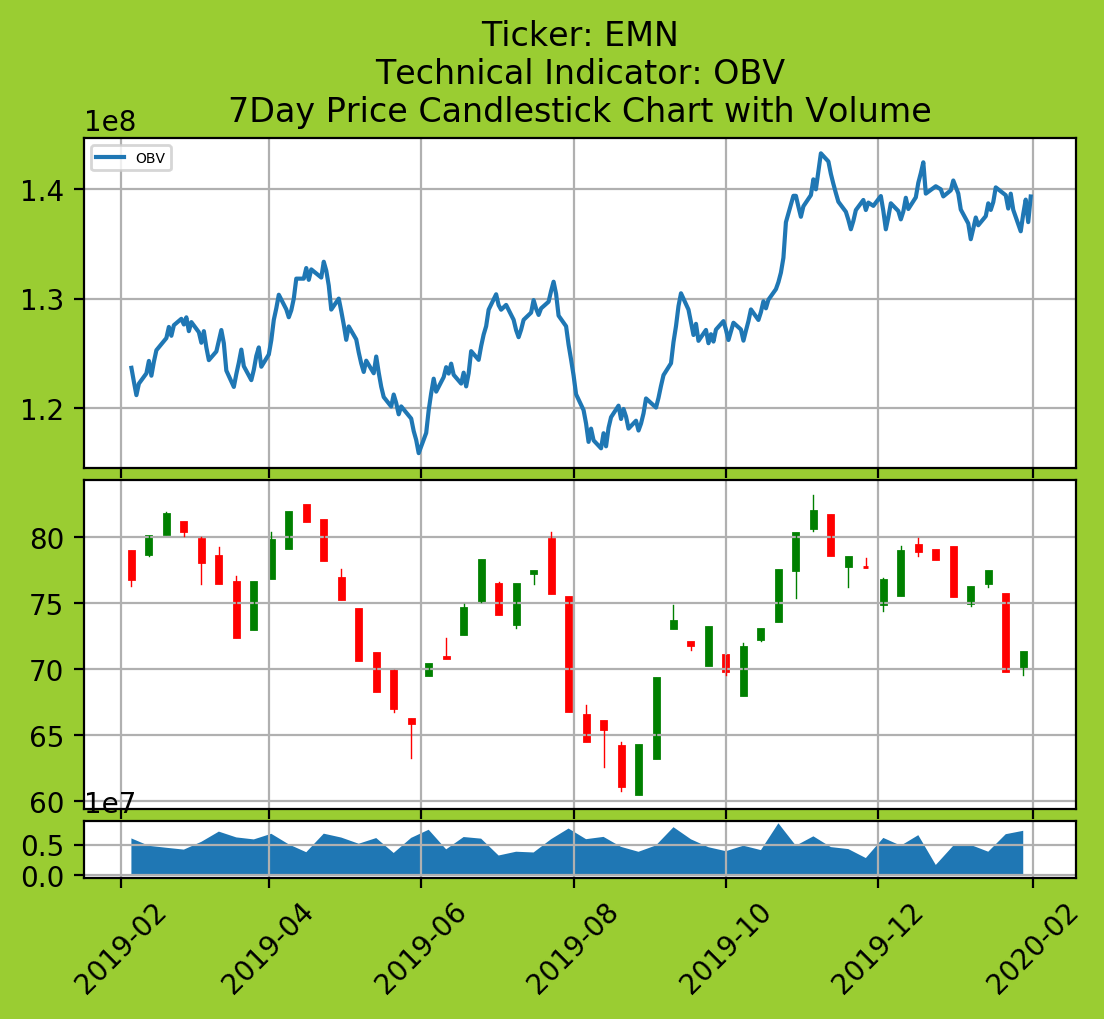 Ticker: EMN
Technical Indicator: OBV
7Day Price Candlestick Chart with Volume
1e8
OBV
1.4
1.3
1.2
80
75
70
65
60
1e7
0.5
0.0
2019-02
2019-04
2019-06
2019-08
2019-10
2019-12
2020-02